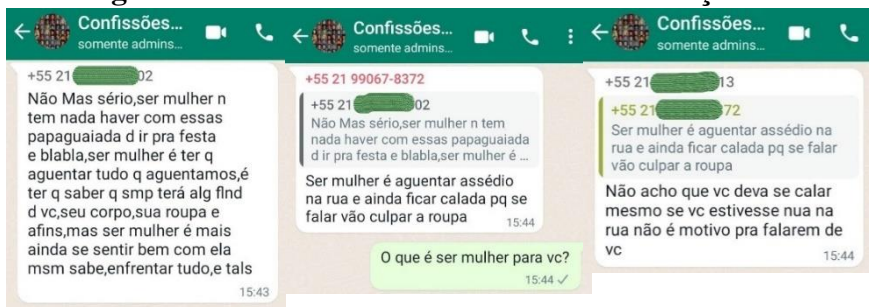 Confissões...
somente admins...
+55 21 02
Não Mas sério,ser mulher n
tem nada haver com essas
papaguaiada d ir pra festa
e blabla,ser mulher é ter q
aguentar tudo q aguentamos,é
ter q saber q smp terá alg flnd
d vc,seu corpo,sua roupa e
afins,mas ser mulher é mais
ainda se sentir bem com ela
msm sabe,enfrentar tudo,e tals
15:43
Confissões...
somente admins...
+55 21 99067-8372
+55 21 02
Não Mas sério,ser mulher n tem
nada haver com essas papaguaiada
d ir pra festa e blabla,ser mulher é ...
Ser mulher é aguentar assédio
na rua e ainda ficar calada pq se
falar vão culpar a roupa
15:44
O que é ser mulher para vc?
15:44
Confissões...
somente admins...
+55 21 13
+55 21 72
Ser mulher é aguentar assédio na
rua e ainda ficar calada pq se falar
vão culpar a roupa
Não acho que vc deva se calar
mesmo se vc estivesse nua na
rua não é motivo pra falarem de
vc
15:44